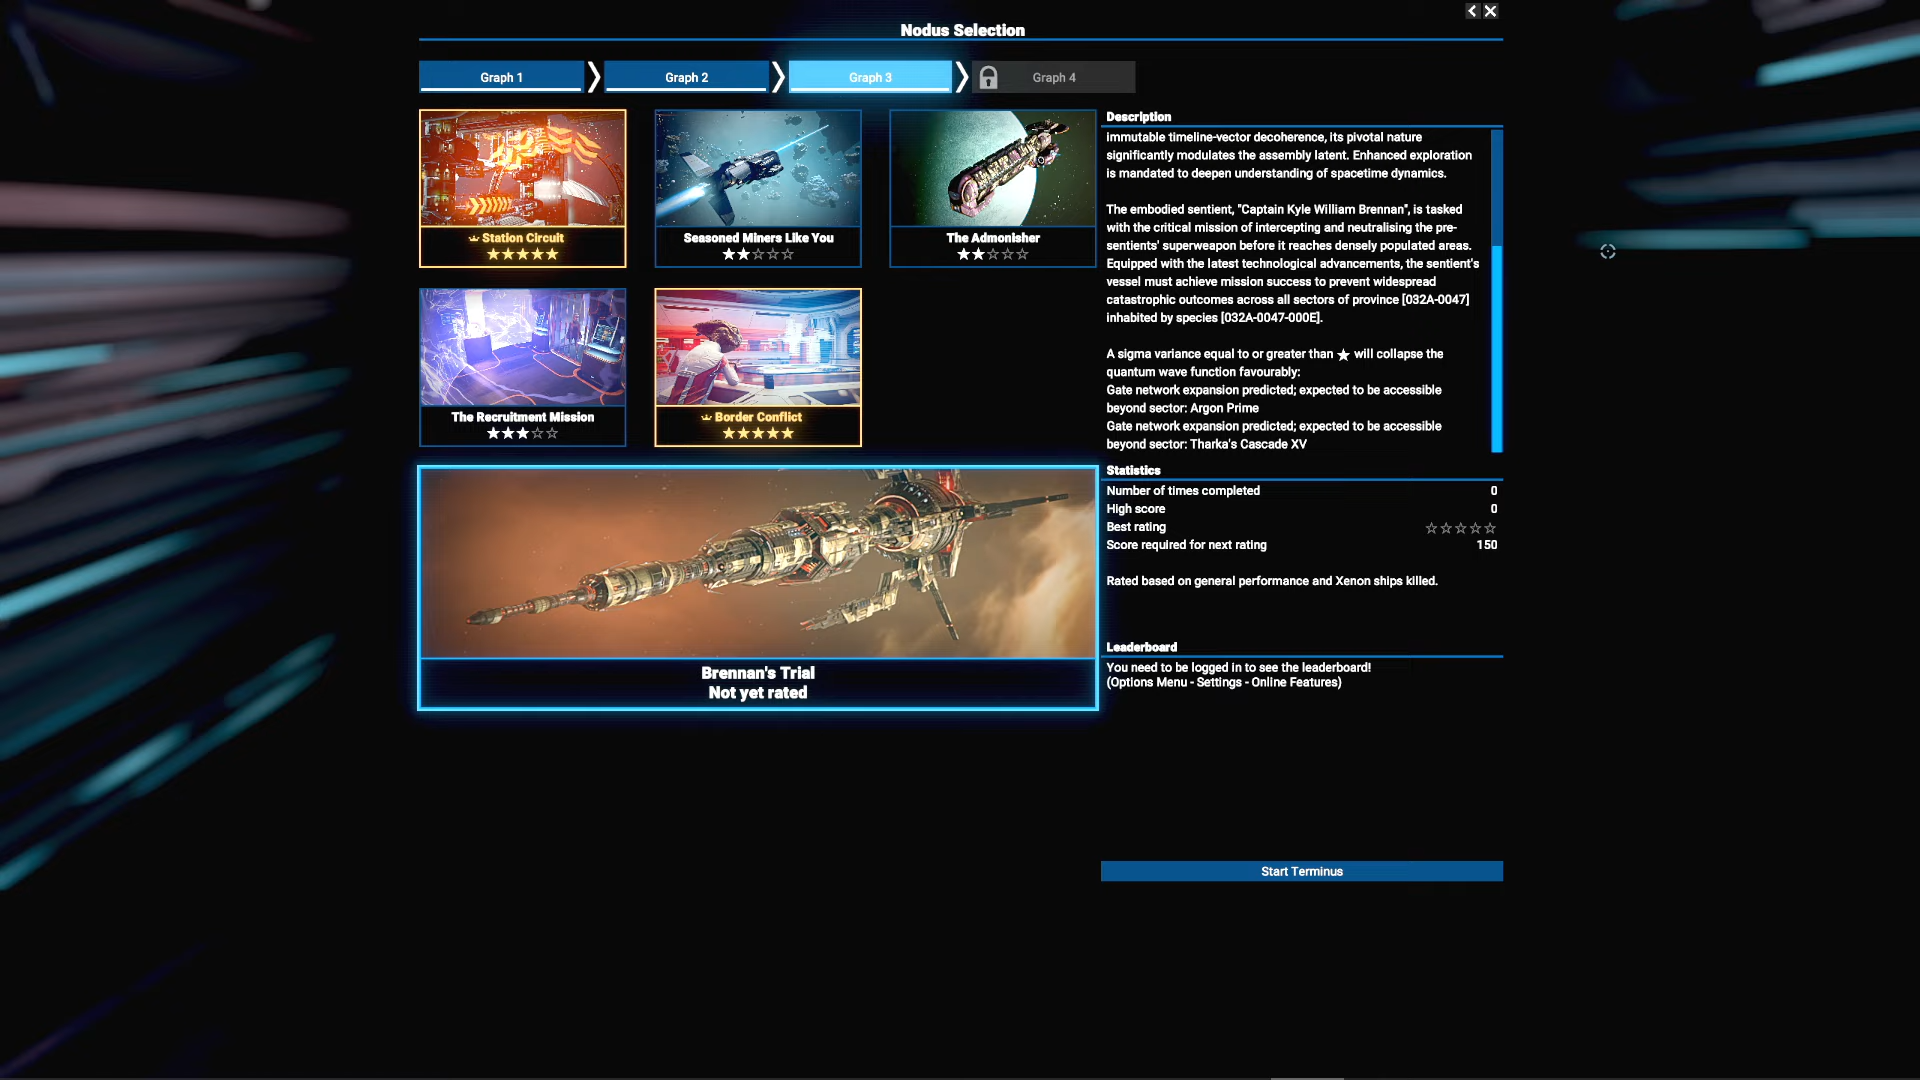 Nodus Selection
Graph 1
Graph 2
Graph 3
Graph 4
Station Circuit
Seasoned Miners Like You
The Admonisher
The Recruitment Mission
Border Conflict
Brennan's Trial
Not yet rated
Description
immutable timeline-vector decoherence, its pivotal nature
significantly modulates the assembly latent. Enhanced exploration
is mandated to deepen understanding of spacetime dynamics.
The embodied sentient, "Captain Kyle William Brennan", is tasked
with the critical mission of intercepting and neutralising the pre-
sentients' superweapon before it reaches densely populated areas.
Equipped with the latest technological advancements, the sentient's
vessel must achieve mission success to prevent widespread
catastrophic outcomes across all sectors of province [032A-0047]
inhabited by species [032A-0047-000E].
A sigma variance equal to or greater than ★ will collapse the
quantum wave function favourably:
Gate network expansion predicted; expected to be accessible
beyond sector: Argon Prime
Gate network expansion predicted; expected to be accessible
beyond sector: Tharka's Cascade XV
Statistics
Number of times completed 0
High score 0
Best rating ☆☆☆☆☆
Score required for next rating 150
Rated based on general performance and Xenon ships killed.
Leaderboard
You need to be logged in to see the leaderboard!
(Options Menu - Settings - Online Features)
Start Terminus